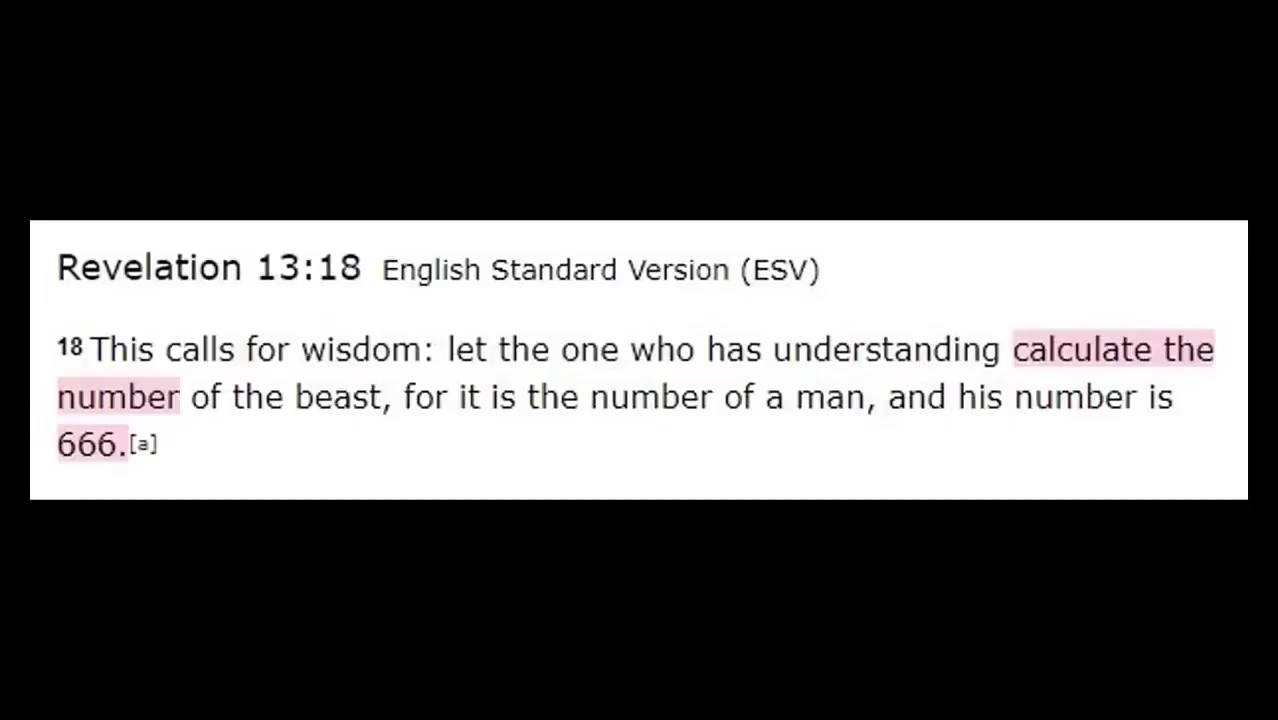 Revelation 13:18 English Standard Version (ESV)
18 This calls for wisdom: let the one who has understanding calculate the
number of the beast, for it is the number of a man, and his number is
666.[a]